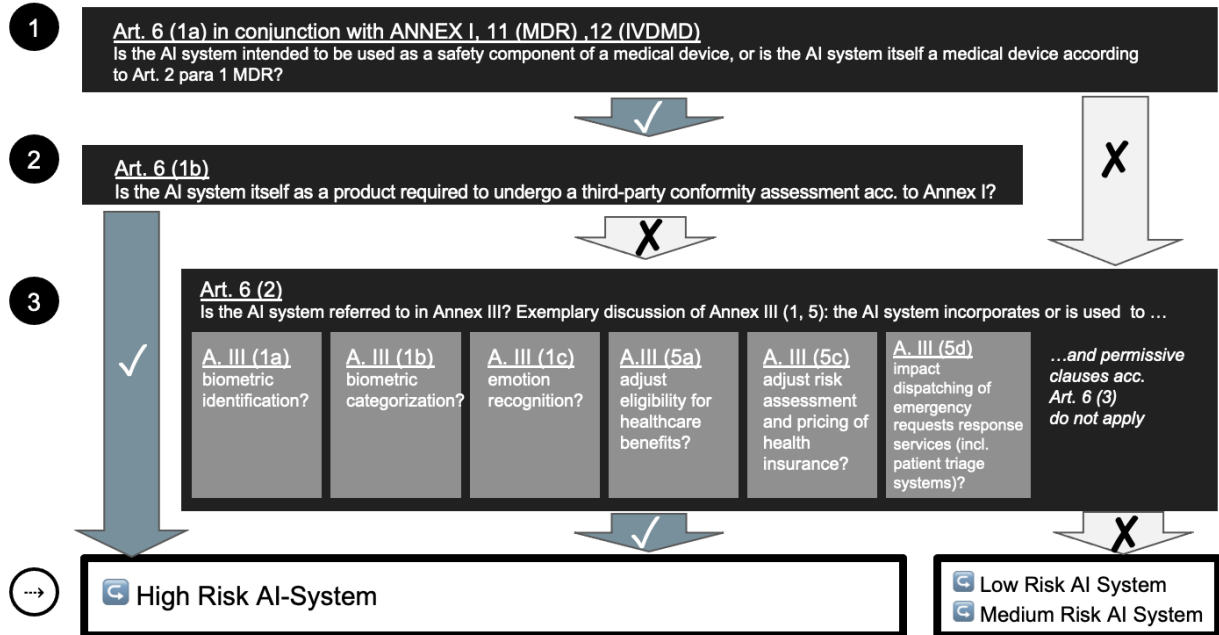 1
Art. 6 (1a) in conjunction with ANNEX I, 11 (MDR) ,12 (IVDMD)
Is the AI system intended to be used as a safety component of a medical device, or is the AI system itself a medical device according
to Art. 2 para 1 MDR?
✓
✗
2
Art. 6 (1b)
Is the AI system itself as a product required to undergo a third-party conformity assessment acc. to Annex I?
✓
✗
3
Art. 6 (2)
Is the AI system referred to in Annex III? Exemplary discussion of Annex III (1, 5): the AI system incorporates or is used to …
A. III (1a)
biometric
identification?
A. III (1b)
biometric
categorization?
A. III (1c)
emotion
recognition?
A.III (5a)
adjust
eligibility for
healthcare
benefits?
A. III (5c)
adjust risk
assessment
and pricing of
health
insurance?
A. III (5d)
impact
dispatching of
emergency
requests response
services (incl.
patient triage
systems)?
…and permissive
clauses acc.
Art. 6 (3)
do not apply
✓
✗
High Risk AI-System
Low Risk AI System
Medium Risk AI System